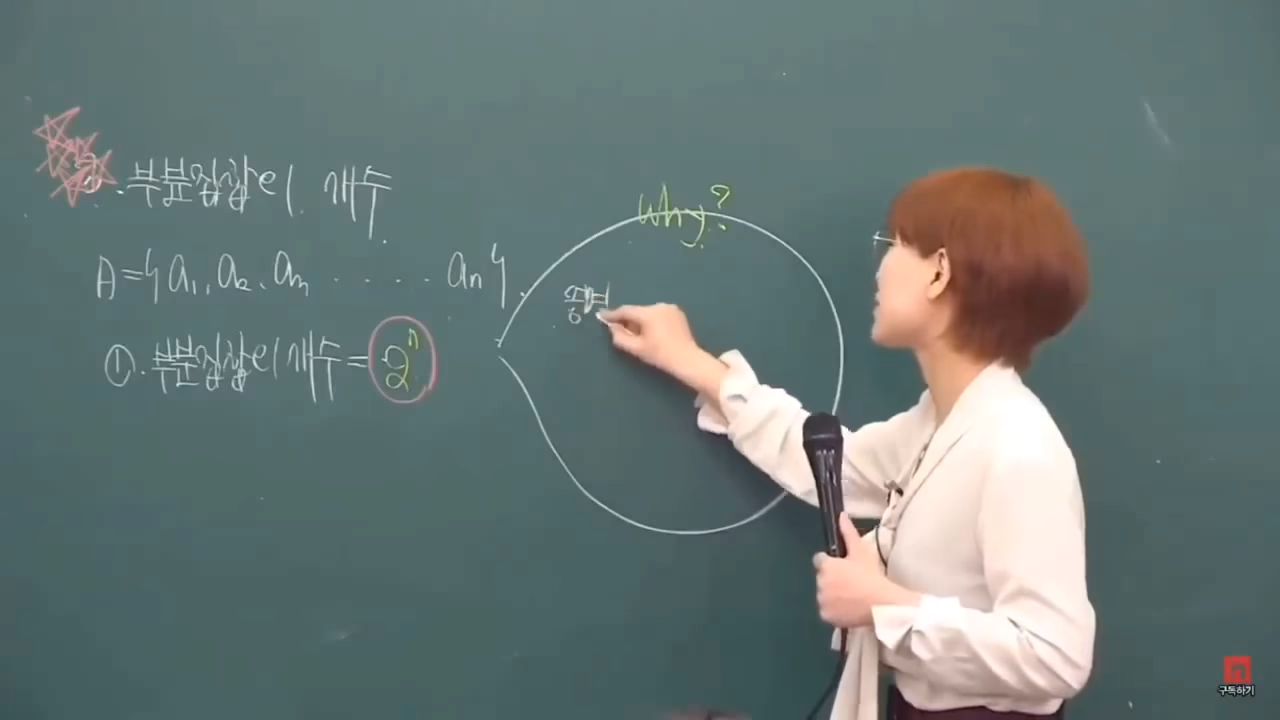 2. 부분집합의 개수.
A={a₁, a₂, a₃ ..... aₙ}.
①. 부분집합의 개수 = 2ⁿ
why?
구독하기